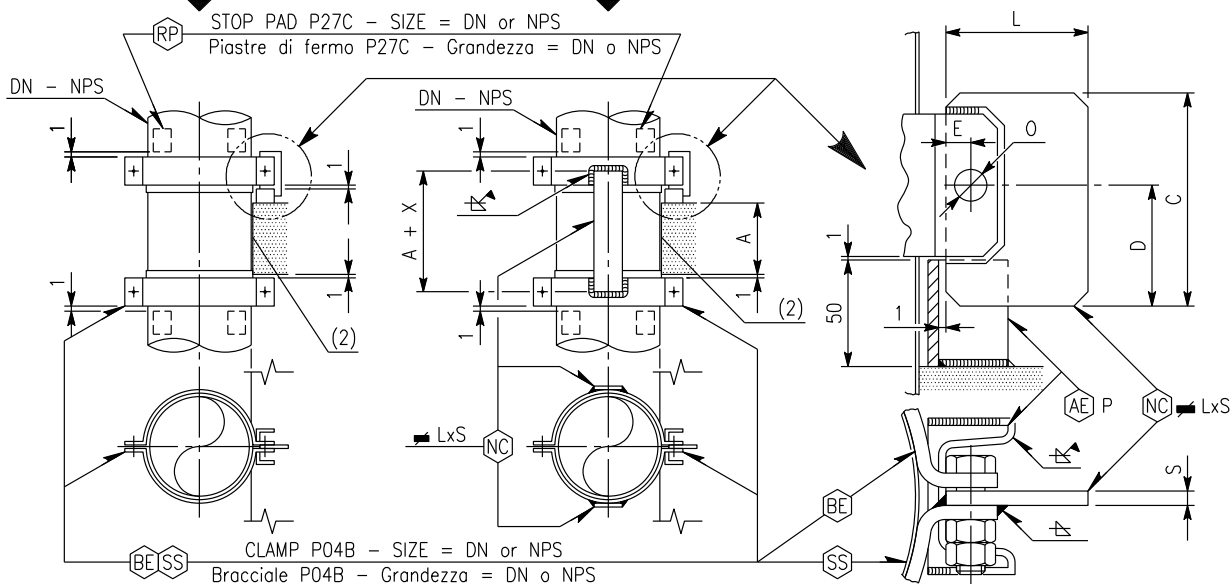 STOP PAD P27C – SIZE = DN or NPS
Piastre di fermo P27C – Grandezza = DN o NPS
RP
DN – NPS
DN – NPS
1
1
1
1
(2)
1
1
A + X
A
1
(2)
L
E
O
C
D
1
50
1
AE P
NC LxS
LxS NC
S
BE
SS
BE SS
CLAMP P04B – SIZE = DN or NPS
Bracciale P04B – Grandezza = DN o NPS